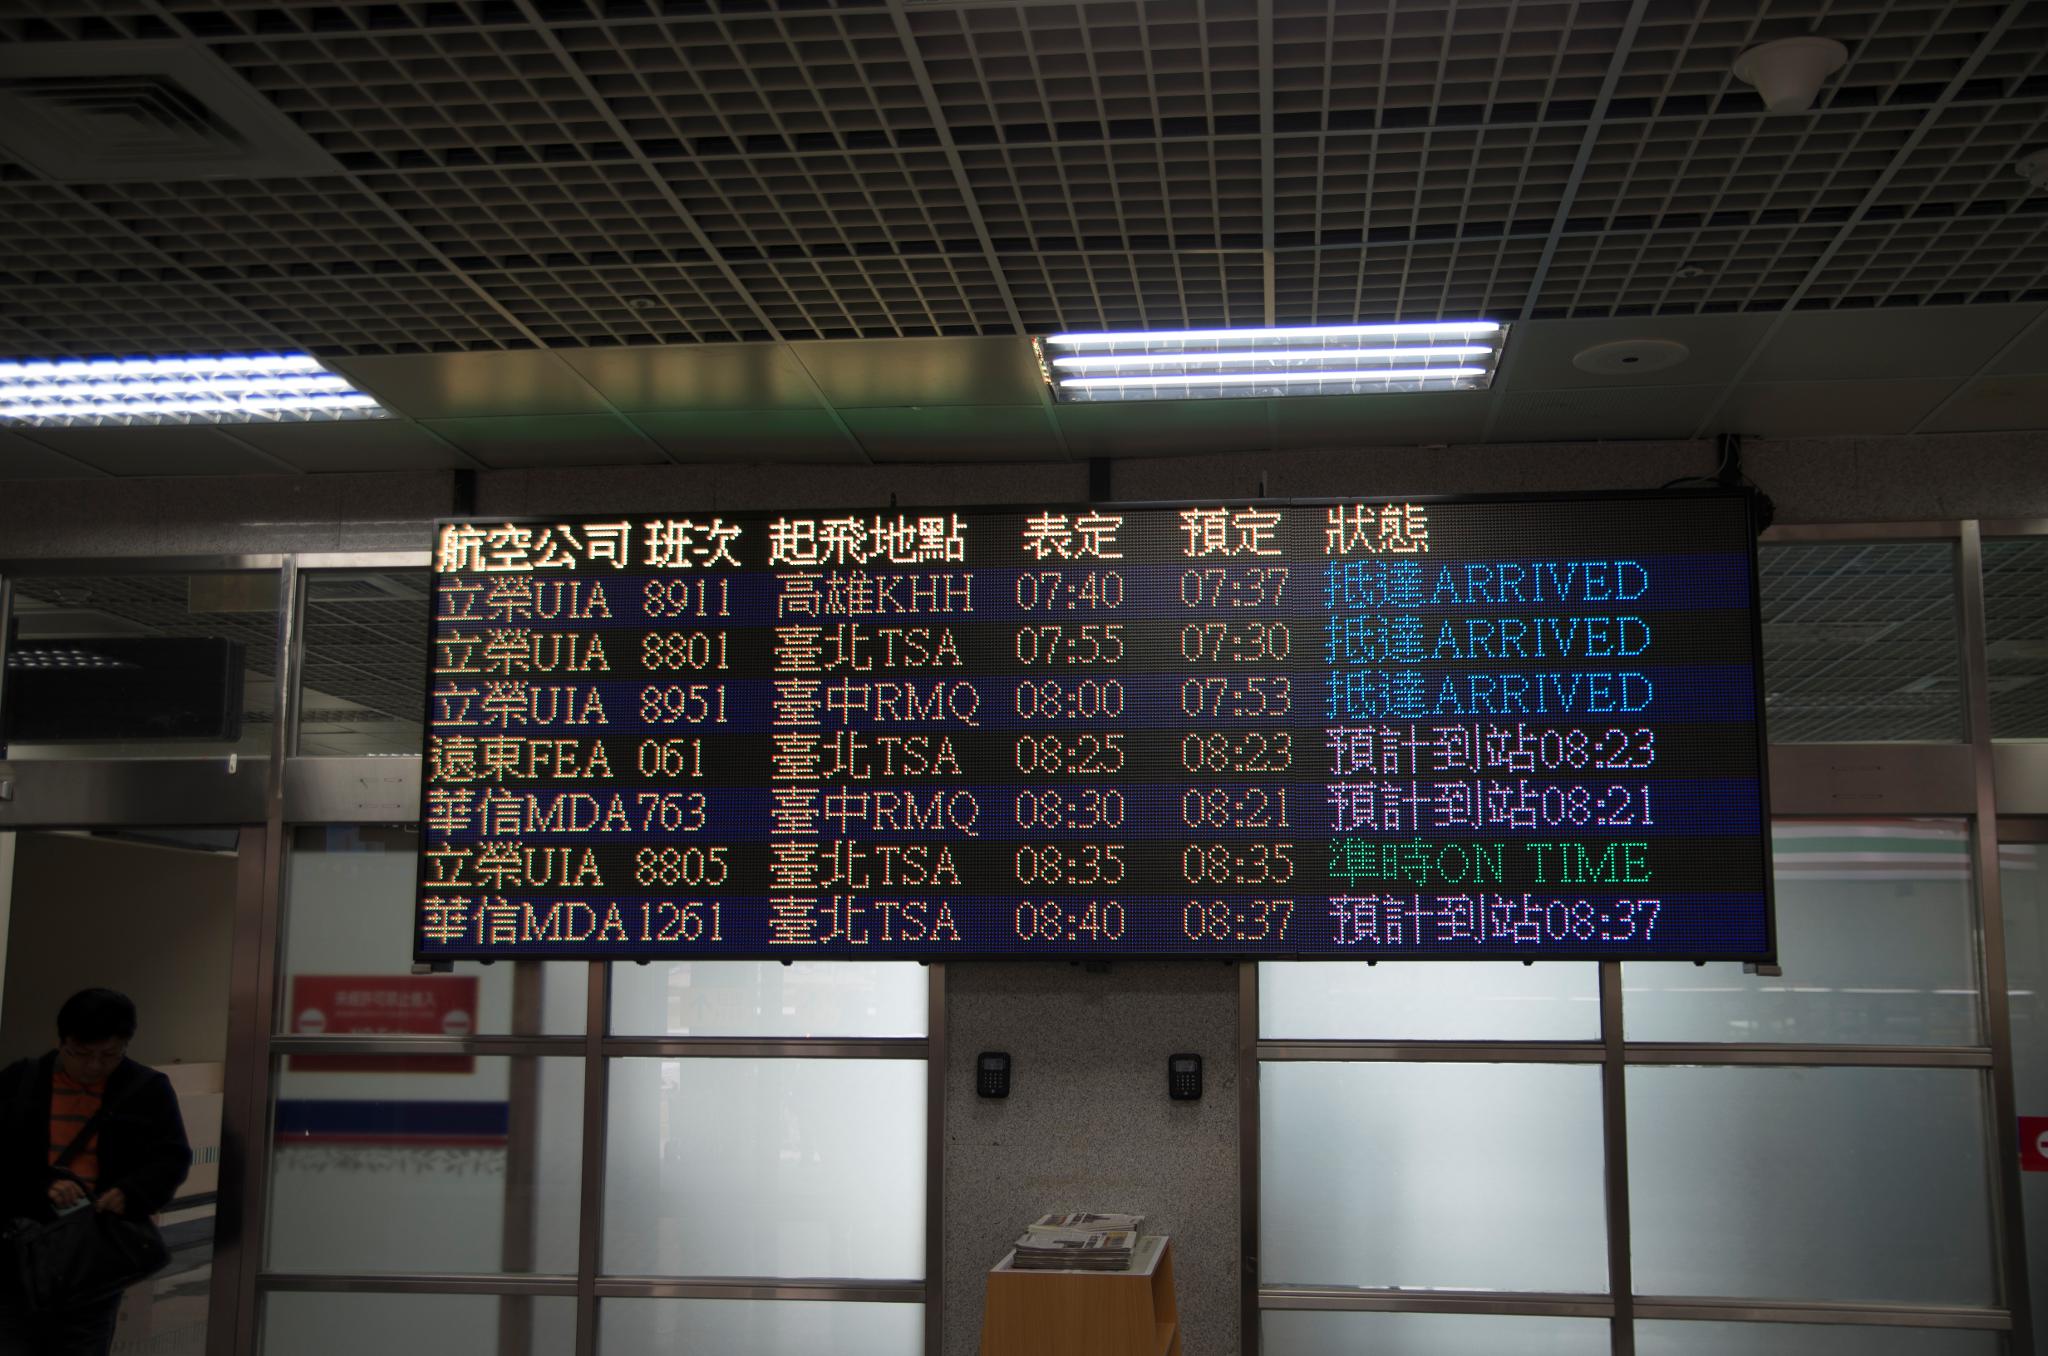 航空公司 班次 起飛地點 表定 預定 狀態
立榮UIA 8911 高雄KHH 07:40 07:37 抵達ARRIVED
立榮UIA 8801 臺北TSA 07:55 07:30 抵達ARRIVED
立榮UIA 8951 臺中RMQ 08:00 07:53 抵達ARRIVED
遠東FEA 061 臺北TSA 08:25 08:23 預計到站08:23
華信MDA 763 臺中RMQ 08:30 08:21 預計到站08:21
立榮UIA 8805 臺北TSA 08:35 08:35 準時ON TIME
華信MDA 1261 臺北TSA 08:40 08:37 預計到站08:37
未經許可禁止進入